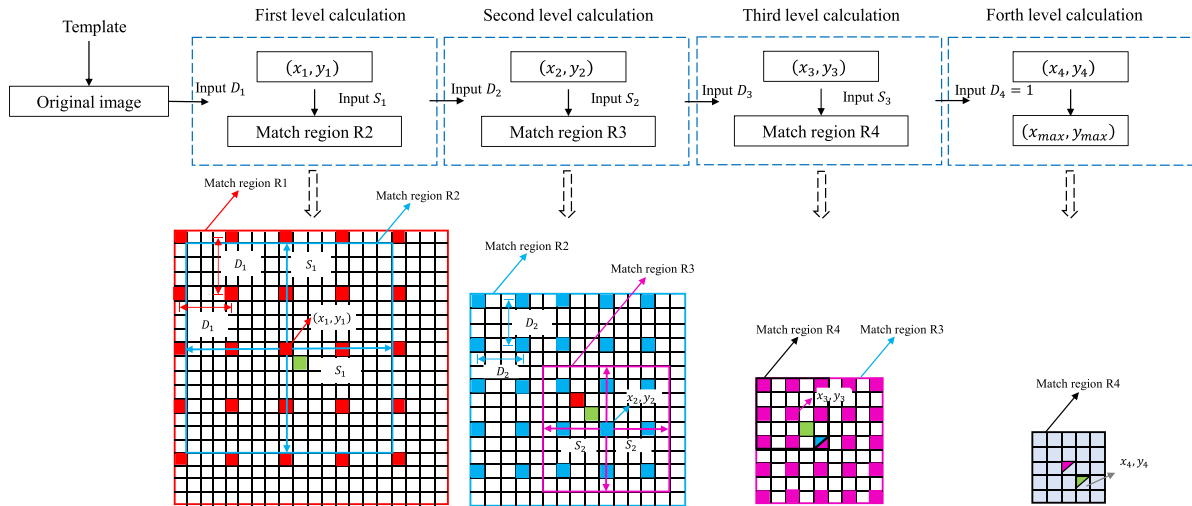 First level calculation
Second level calculation
Third level calculation
Forth level calculation
Template
Original image
Input D₁
(x₁, y₁)
Input S₁
Match region R2
Input D₂
(x₂, y₂)
Input S₂
Match region R3
Input D₃
(x₃, y₃)
Input S₃
Match region R4
Input D₄ = 1
(x₄, y₄)
(xₘₐₓ, yₘₐₓ)
Match region R1
Match region R2
D₁
S₁
D₁
(x₁, y₁)
S₁
Match region R2
Match region R3
D₂
D₂
x₂, y₂
S₂
S₂
Match region R4
Match region R3
x₃, y₃
Match region R4
x₄, y₄